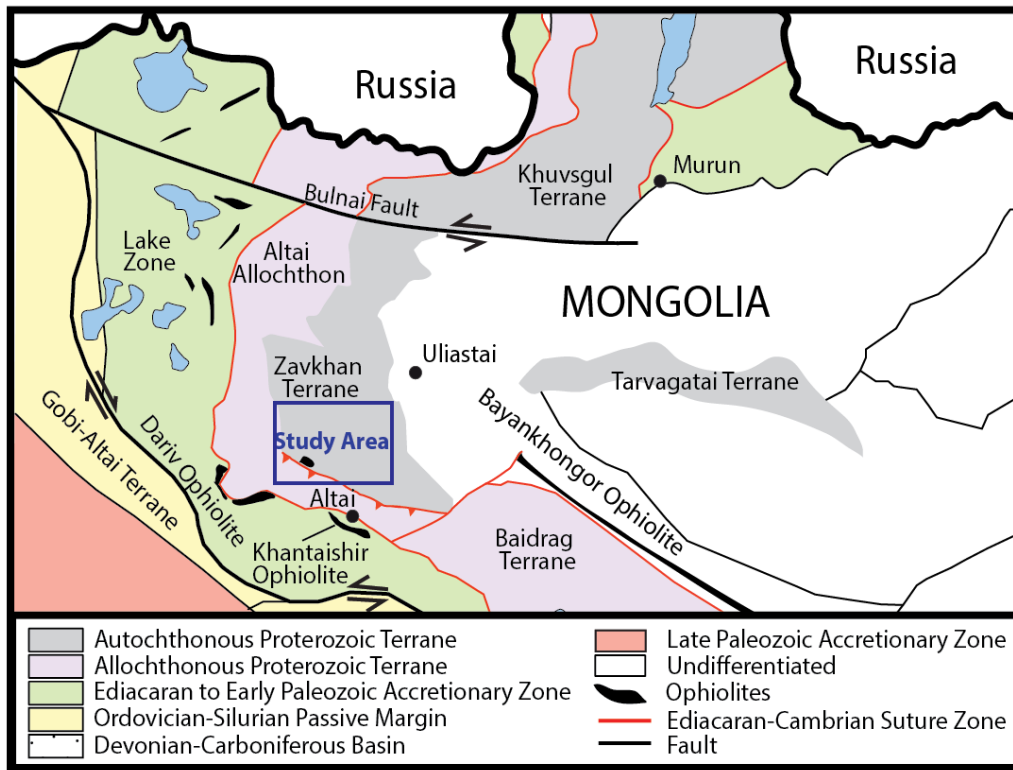 Russia
Russia
Khuvsgul
Terrane
Murun
Bulnai Fault
Lake
Zone
Altai
Allochthon
MONGOLIA
Zavkhan
Terrane
Uliastai
Tarvagatai Terrane
Study Area
Gobi-Altai Terrane
Dariv Ophiolite
Bayankhongor Ophiolite
Altai
Khantaishir
Ophiolite
Baidrag
Terrane
Autochthonous Proterozoic Terrane
Allochthonous Proterozoic Terrane
Ediacaran to Early Paleozoic Accretionary Zone
Ordovician-Silurian Passive Margin
Devonian-Carboniferous Basin
Late Paleozoic Accretionary Zone
Undifferentiated
Ophiolites
Ediacaran-Cambrian Suture Zone
Fault